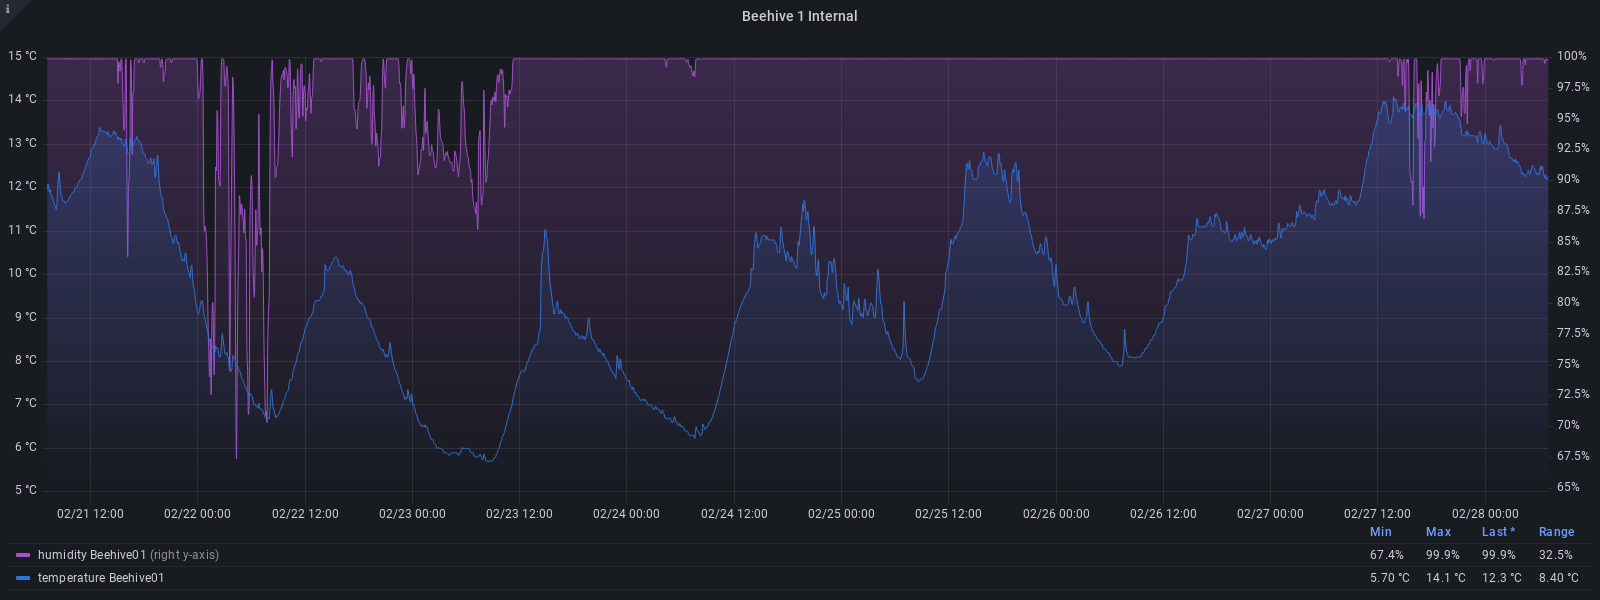 i
Beehive 1 Internal
15 °C
14 °C
13 °C
12 °C
11 °C
10 °C
9 °C
8 °C
7 °C
6 °C
5 °C
100%
97.5%
95%
92.5%
90%
87.5%
85%
82.5%
80%
77.5%
75%
72.5%
70%
67.5%
65%
02/21 12:00 02/22 00:00 02/22 12:00 02/23 00:00 02/23 12:00 02/24 00:00 02/24 12:00 02/25 00:00 02/25 12:00 02/26 00:00 02/26 12:00 02/27 00:00 02/27 12:00 02/28 00:00
Min Max Last * Range
humidity Beehive01 (right y-axis) 67.4% 99.9% 99.9% 32.5%
temperature Beehive01 5.70 °C 14.1 °C 12.3 °C 8.40 °C